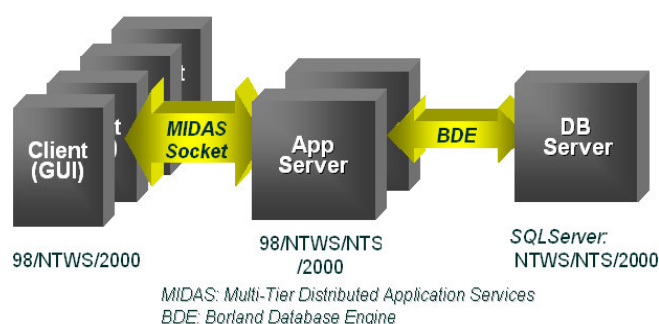 Client
(GUI)
MIDAS
Socket
App
Server
BDE
DB
Server
98/NTWS/2000
98/NTWS/NTS
/2000
SQLServer:
NTWS/NTS/2000
MIDAS: Multi-Tier Distributed Application Services
BDE: Borland Database Engine